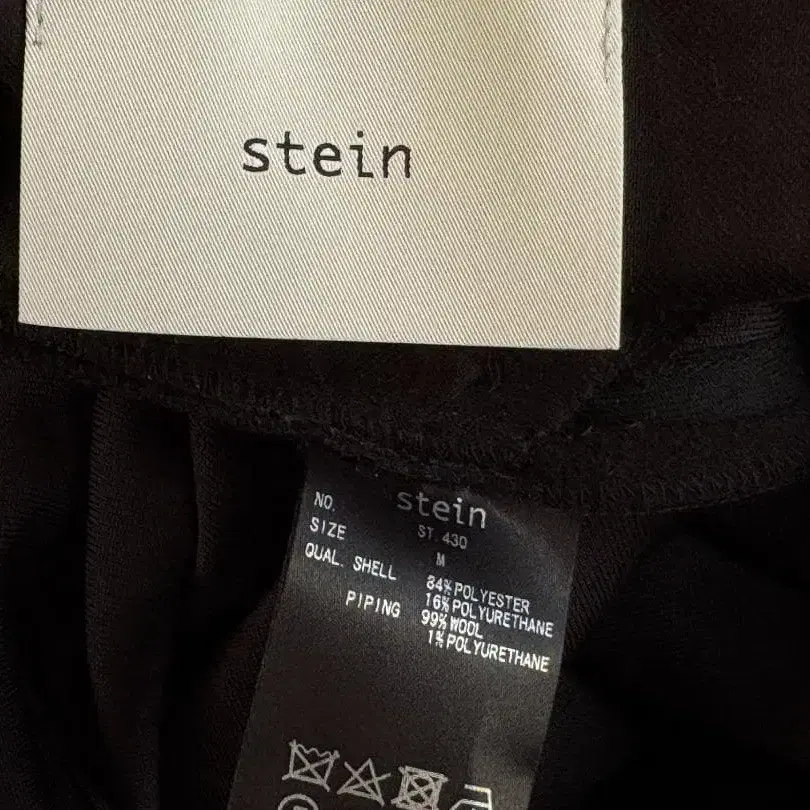 stein
stein
NO. ST.430
SIZE M
QUAL. SHELL 84%POLYESTER
16%POLYURETHANE
PIPING 99%WOOL
1%POLYURETHANE